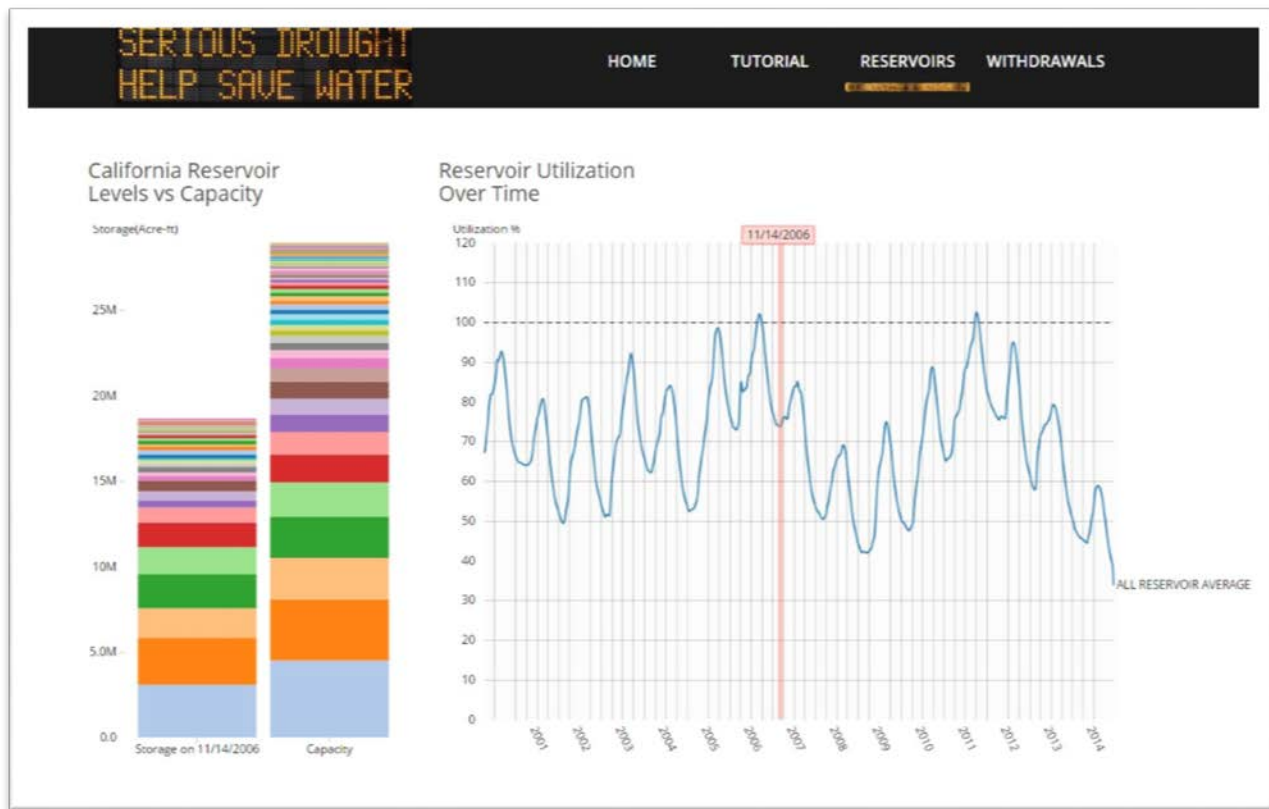 SERIOUS DROUGHT
HELP SAVE WATER
HOME TUTORIAL RESERVOIRS WITHDRAWALS
California Reservoir
Levels vs Capacity
Storage(Acre-ft)
25M
20M
15M
10M
5.0M
0.0
Storage on 11/14/2006 Capacity
Reservoir Utilization
Over Time
Utilization %
11/14/2006
120
110
100
90
80
70
60
50
40
30
20
10
0
ALL RESERVOIR AVERAGE
2001 2002 2003 2004 2005 2006 2007 2008 2009 2010 2011 2012 2013 2014